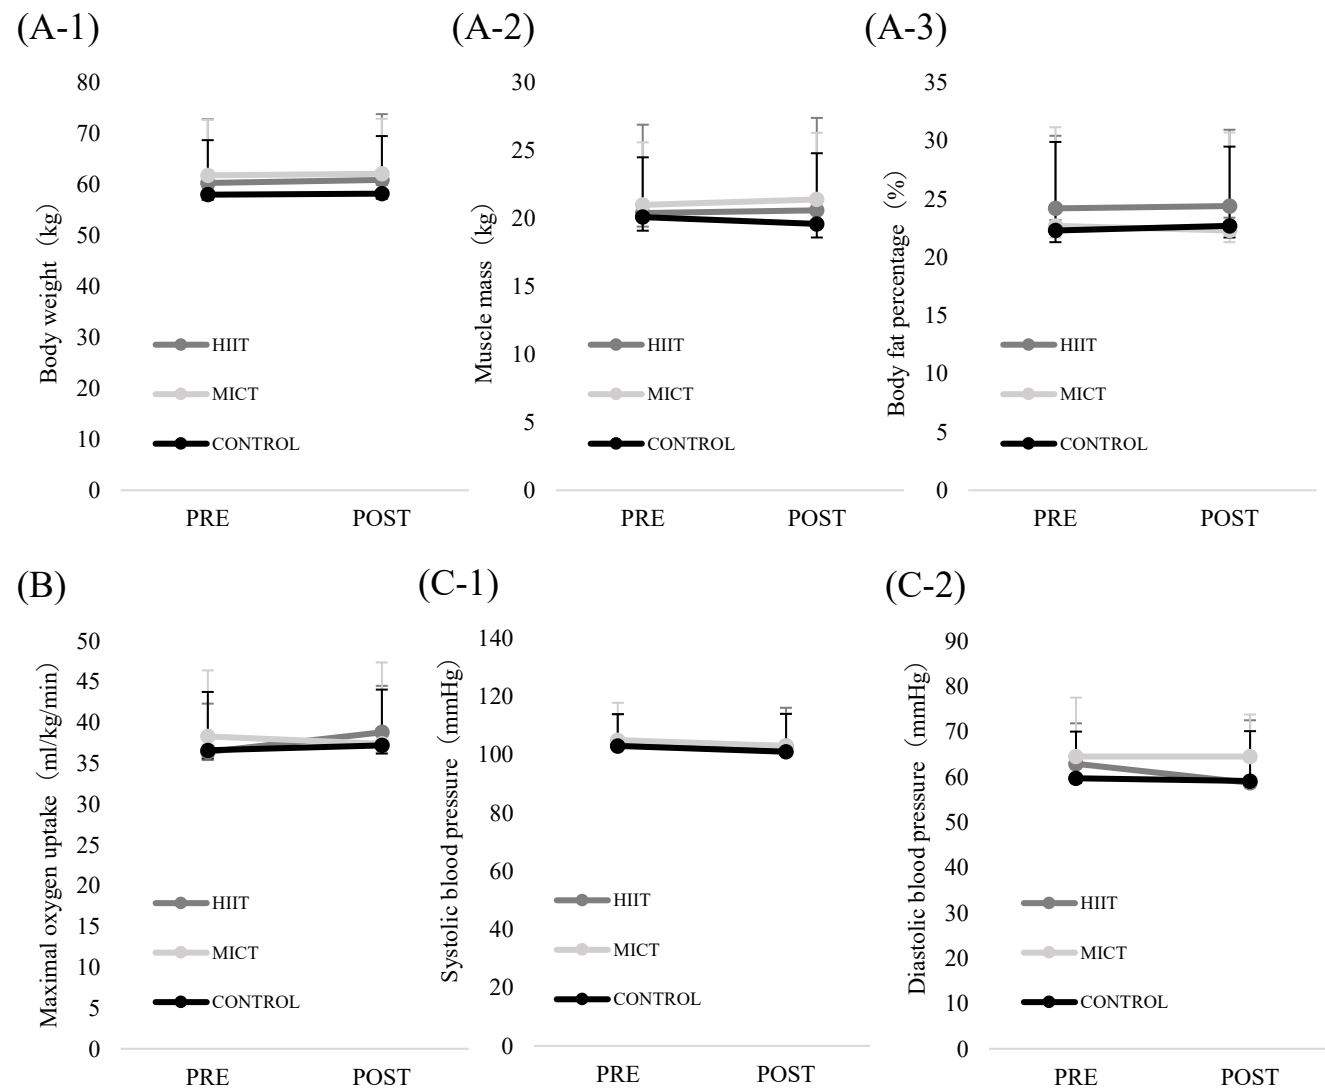 (A-1)
(A-2)
(A-3)
Body weight（kg）
80
70
60
50
40
30
20
10
0
HIIT
MICT
CONTROL
PRE
POST
Muscle mass（kg）
30
25
20
15
10
5
0
HIIT
MICT
CONTROL
PRE
POST
Body fat percentage（%）
35
30
25
20
15
10
5
0
HIIT
MICT
CONTROL
PRE
POST
(B)
(C-1)
(C-2)
Maximal oxygen uptake（ml/kg/min）
50
45
40
35
30
25
20
15
10
5
0
HIIT
MICT
CONTROL
PRE
POST
Systolic blood pressure（mmHg）
140
120
100
80
60
40
20
0
HIIT
MICT
CONTROL
PRE
POST
Diastolic blood pressure（mmHg）
90
80
70
60
50
40
30
20
10
0
HIIT
MICT
CONTROL
PRE
POST